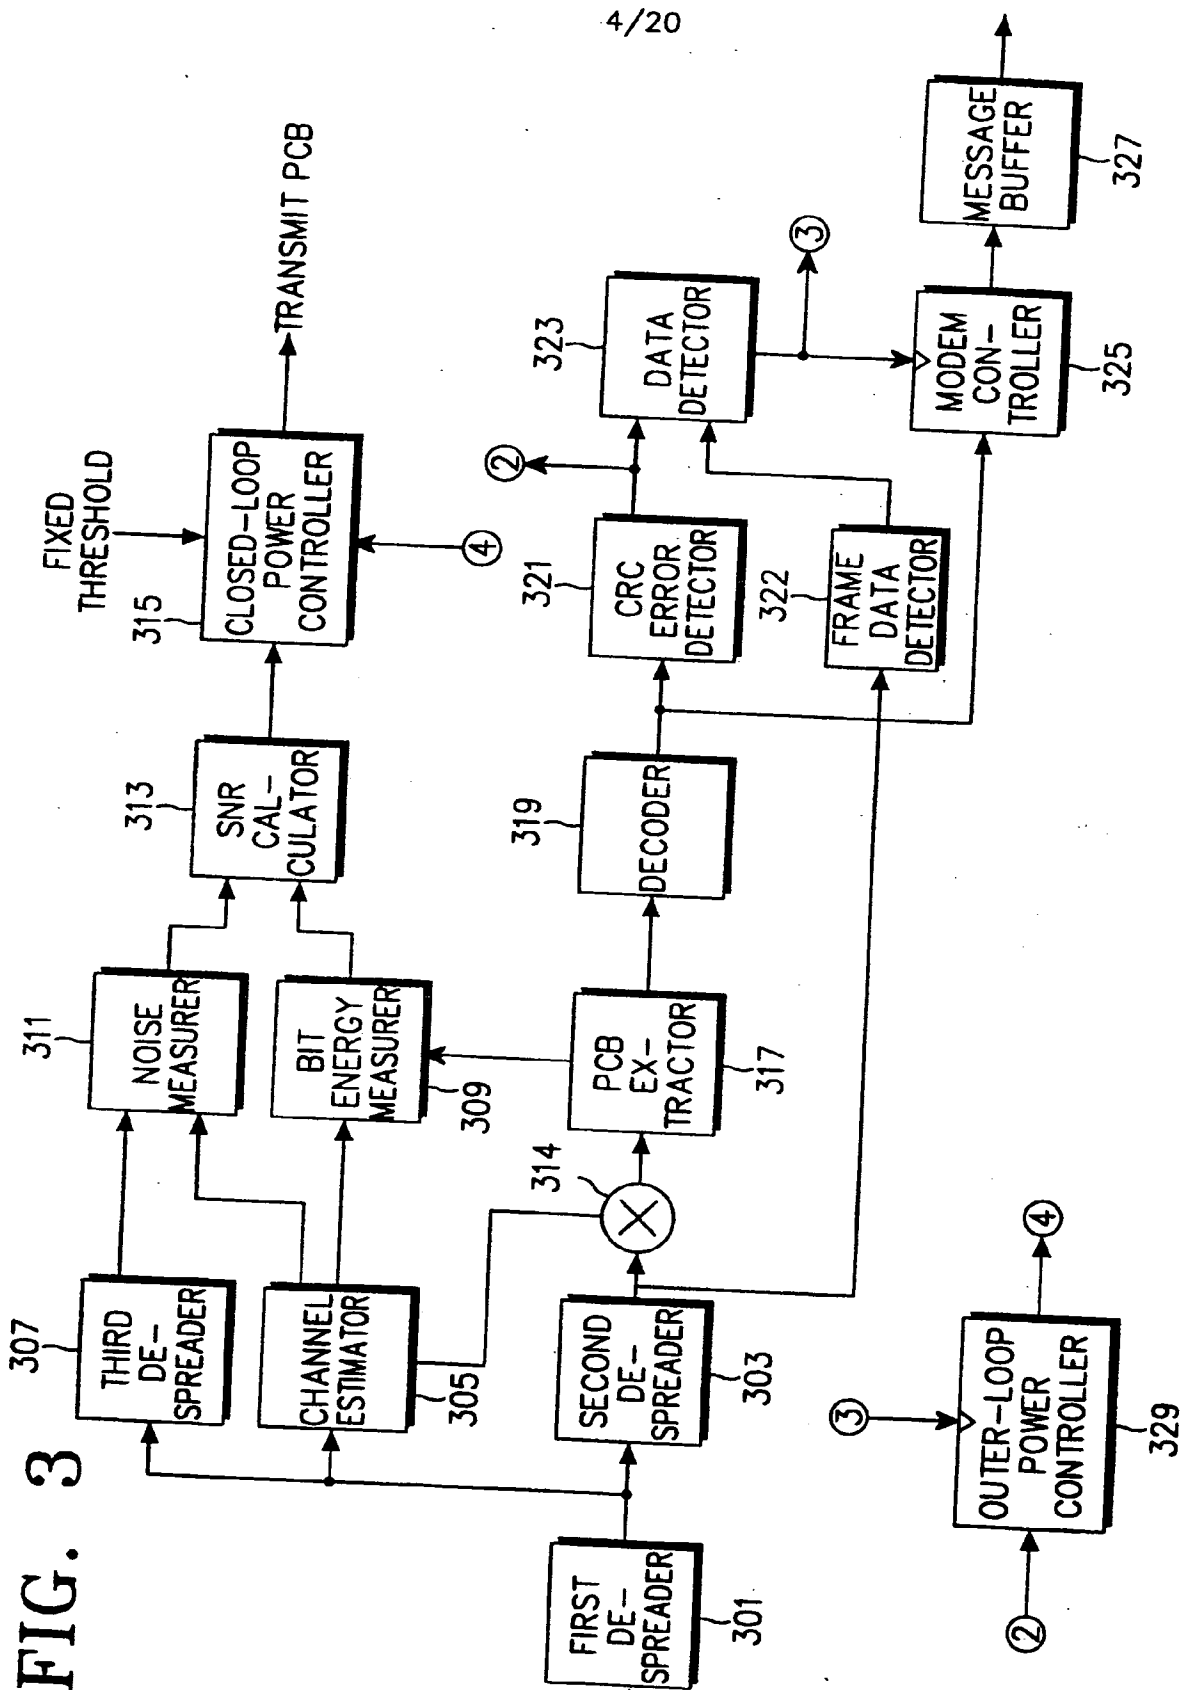 4/20
FIG. 3
FIRST
DE-
SPREADER
301
THIRD
DE-
SPREADER
307
CHANNEL
ESTIMATOR
305
SECOND
DE-
SPREADER
303
NOISE
MEASURER
311
BIT
ENERGY
MEASURER
309
314
PCB
EX-
TRACTOR
317
SNR
CAL-
CULATOR
313
DECODER
319
FIXED
THRESHOLD
CLOSED-LOOP
POWER
CONTROLLER
315
④
TRANSMIT PCB
CRC
ERROR
DETECTOR
321
②
FRAME
DATA
DETECTOR
322
DATA
DETECTOR
323
③
MODEM
CON-
TROLLER
325
MESSAGE
BUFFER
327
②
③
OUTER-LOOP
POWER
CONTROLLER
329
④